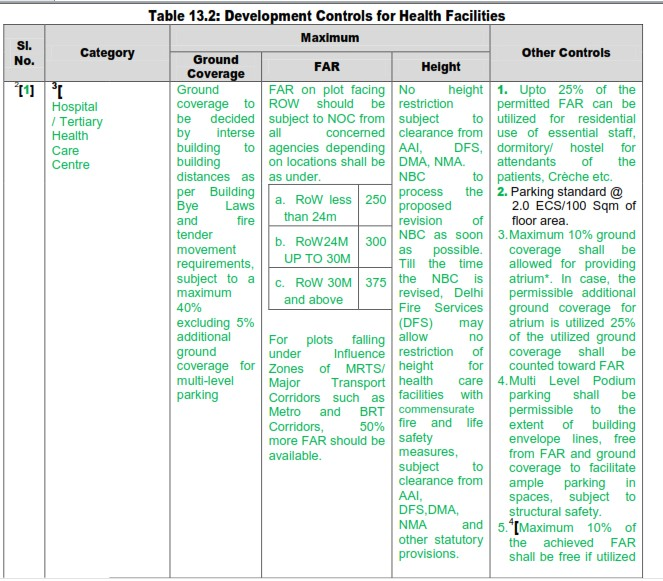 Table 13.2: Development Controls for Health Facilities
Sl. No.
Category
Maximum
Ground Coverage
FAR
Height
Other Controls
2[1]
3[
Hospital
/ Tertiary
Health
Care
Centre
Ground
coverage to
be decided
by interse
building to
building
distances as
per Building
Bye Laws
and fire
tender
movement
requirements,
subject to a
maximum
40%
excluding 5%
additional
ground
coverage for
multi-level
parking
FAR on plot facing
ROW should be
subject to NOC from
all concerned
agencies depending
on locations shall be
as under.
a. RoW less 250
than 24m
b. RoW24M 300
UP TO 30M
c. RoW 30M 375
and above
For plots falling
under Influence
Zones of MRTS/
Major Transport
Corridors such as
Metro and BRT
Corridors, 50%
more FAR should be
available.
No height
restriction
subject to
clearance from
AAI, DFS,
DMA, NMA.
NBC to
process the
proposed
revision of
NBC as soon
as possible.
Till the time
the NBC is
revised, Delhi
Fire Services
(DFS) may
allow no
restriction of
height for
health care
facilities with
commensurate
fire and life
safety
measures,
subject to
clearance from
AAI,
DFS,DMA,
NMA and
other statutory
provisions.
1. Upto 25% of the
permitted FAR can be
utilized for residential
use of essential staff,
dormitory/ hostel for
attendants of the
patients, Crèche etc.
2. Parking standard @
2.0 ECS/100 Sqm of
floor area.
3.Maximum 10% ground
coverage shall be
allowed for providing
atrium*. In case, the
permissible additional
ground coverage for
atrium is utilized 25%
of the utilized ground
coverage shall be
counted toward FAR
4.Multi Level Podium
parking shall be
permissible to the
extent of building
envelope lines, free
from FAR and ground
coverage to facilitate
ample parking in
spaces, subject to
structural safety.
5. 4[Maximum 10% of
the achieved FAR
shall be free if utilized